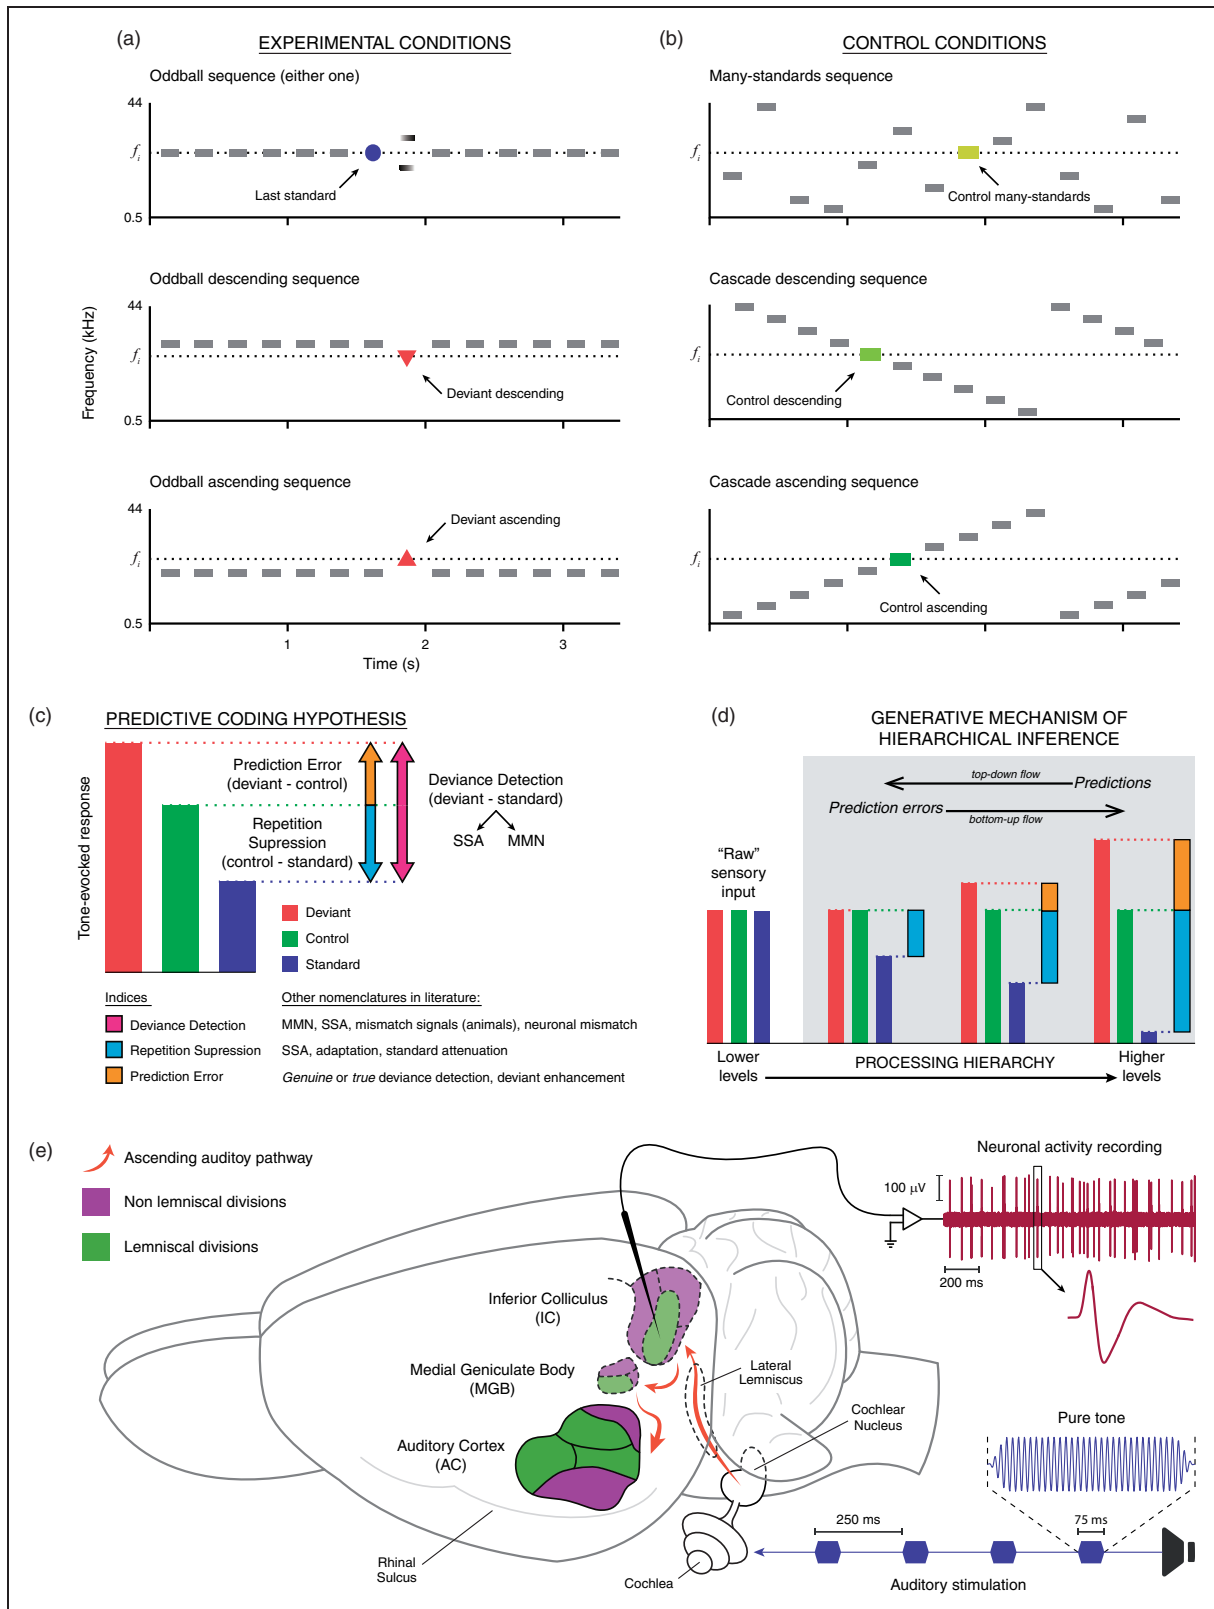 (a)
EXPERIMENTAL CONDITIONS
Oddball sequence (either one)
44
fi
0.5
Last standard
Oddball descending sequence
44
fi
0.5
Deviant descending
Oddball ascending sequence
44
fi
0.5
Deviant ascending
Frequency (kHz)
1
2
3
Time (s)
(b)
CONTROL CONDITIONS
Many-standards sequence
fi
Control many-standards
Cascade descending sequence
fi
Control descending
Cascade ascending sequence
fi
Control ascending
(c)
PREDICTIVE CODING HYPOTHESIS
Tone-evocked response
Prediction Error
(deviant - control)
Repetition
Supression
(control - standard)
Deviance Detection
(deviant - standard)
SSA
MMN
Deviant
Control
Standard
Indices
Other nomenclatures in literature:
Deviance Detection
MMN, SSA, mismatch signals (animals), neuronal mismatch
Repetition Supression
SSA, adaptation, standard attenuation
Prediction Error
Genuine or true deviance detection, deviant enhancement
(d)
GENERATIVE MECHANISM OF
HIERARCHICAL INFERENCE
top-down flow
Predictions
Prediction errors
bottom-up flow
“Raw”
sensory
input
Lower
levels
PROCESSING HIERARCHY
Higher
levels
(e)
Ascending auditoy pathway
Non lemniscal divisions
Lemniscal divisions
Inferior Colliculus
(IC)
Medial Geniculate Body
(MGB)
Auditory Cortex
(AC)
Rhinal
Sulcus
Lateral
Lemniscus
Cochlear
Nucleus
Cochlea
Neuronal activity recording
100 µV
200 ms
Pure tone
250 ms
75 ms
Auditory stimulation